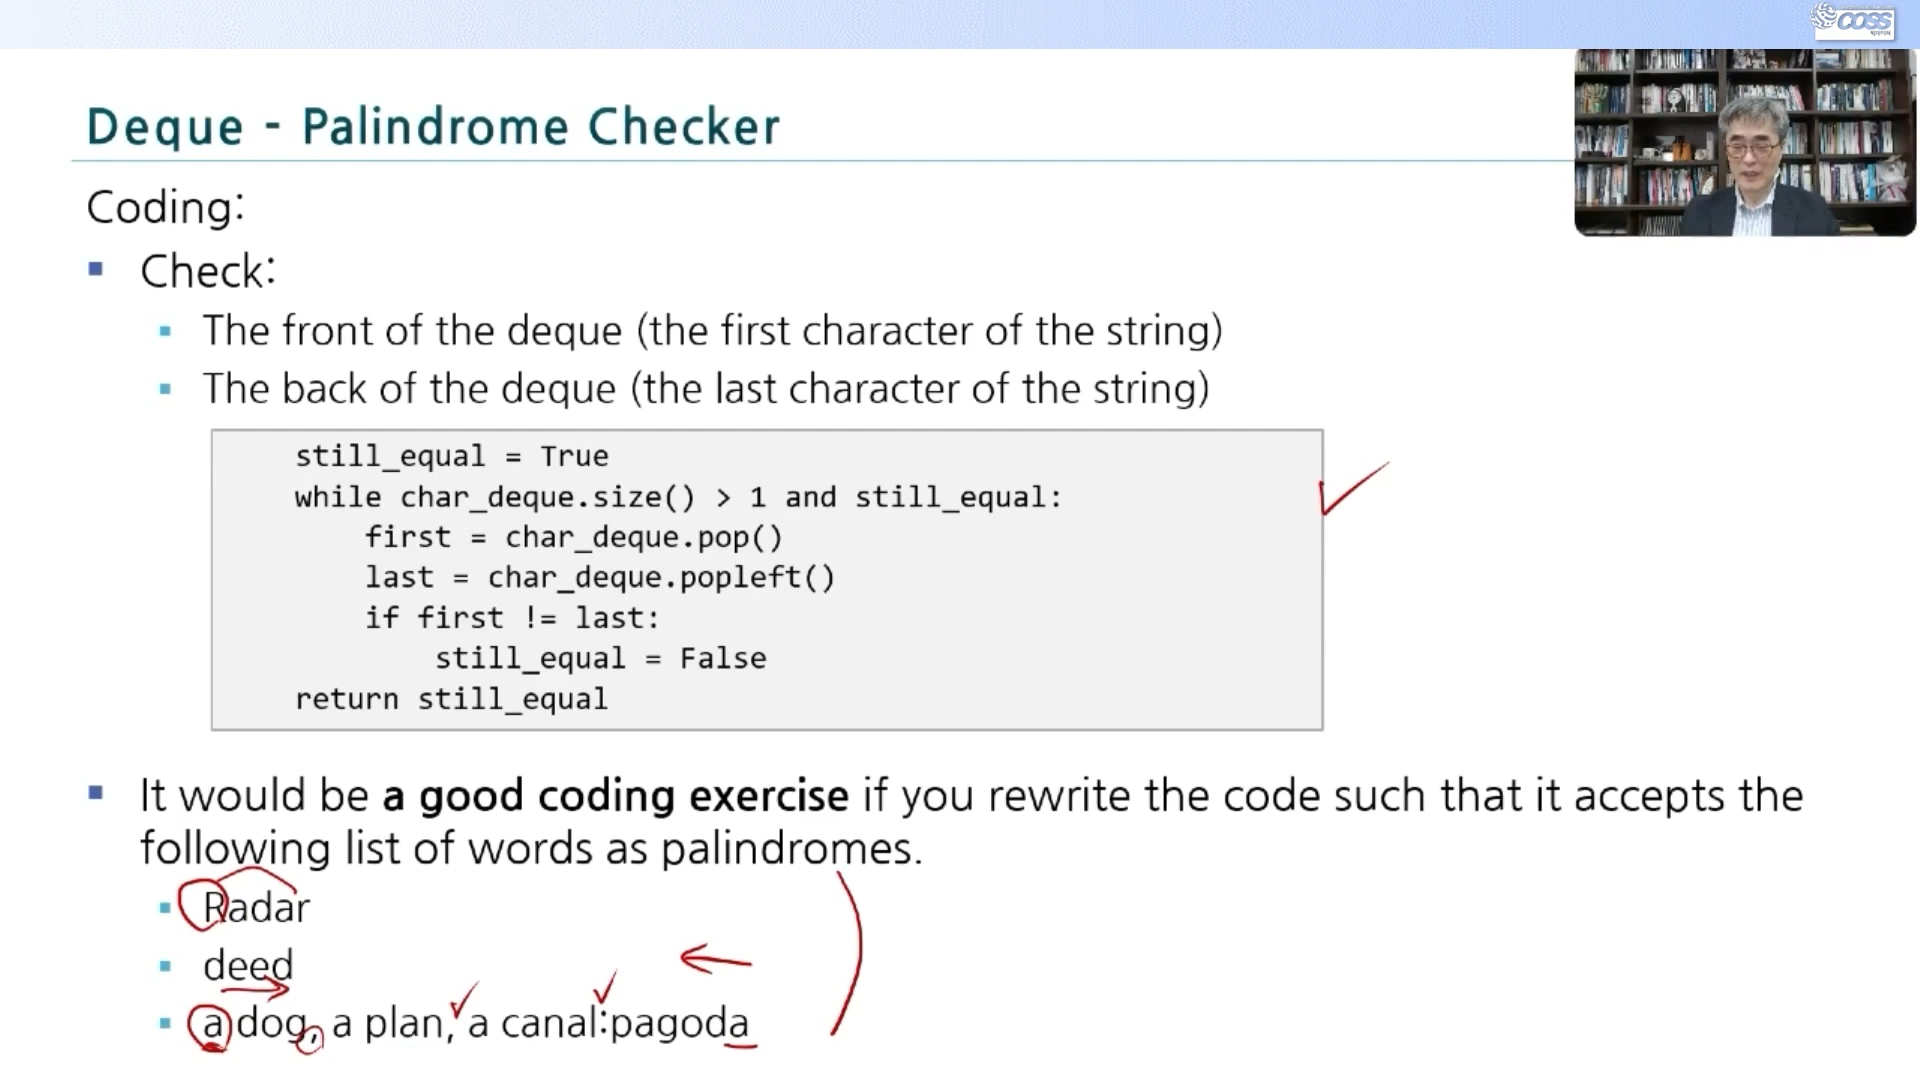 COSS
Deque - Palindrome Checker
Coding:
Check:
The front of the deque (the first character of the string)
The back of the deque (the last character of the string)
still_equal = True
while char_deque.size() > 1 and still_equal:
first = char_deque.pop()
last = char_deque.popleft()
if first != last:
still_equal = False
return still_equal
It would be a good coding exercise if you rewrite the code such that it accepts the
following list of words as palindromes.
Radar
deed
a dog, a plan, a canal:pagoda